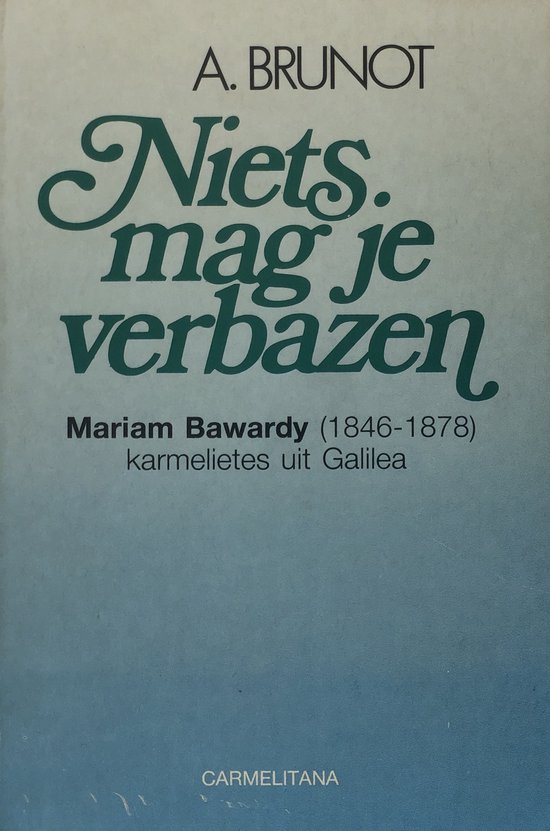 A. BRUNOT
Niets
mag je
verbazen
Mariam Bawardy (1846-1878)
karmelietes uit Galilea
CARMELITANA